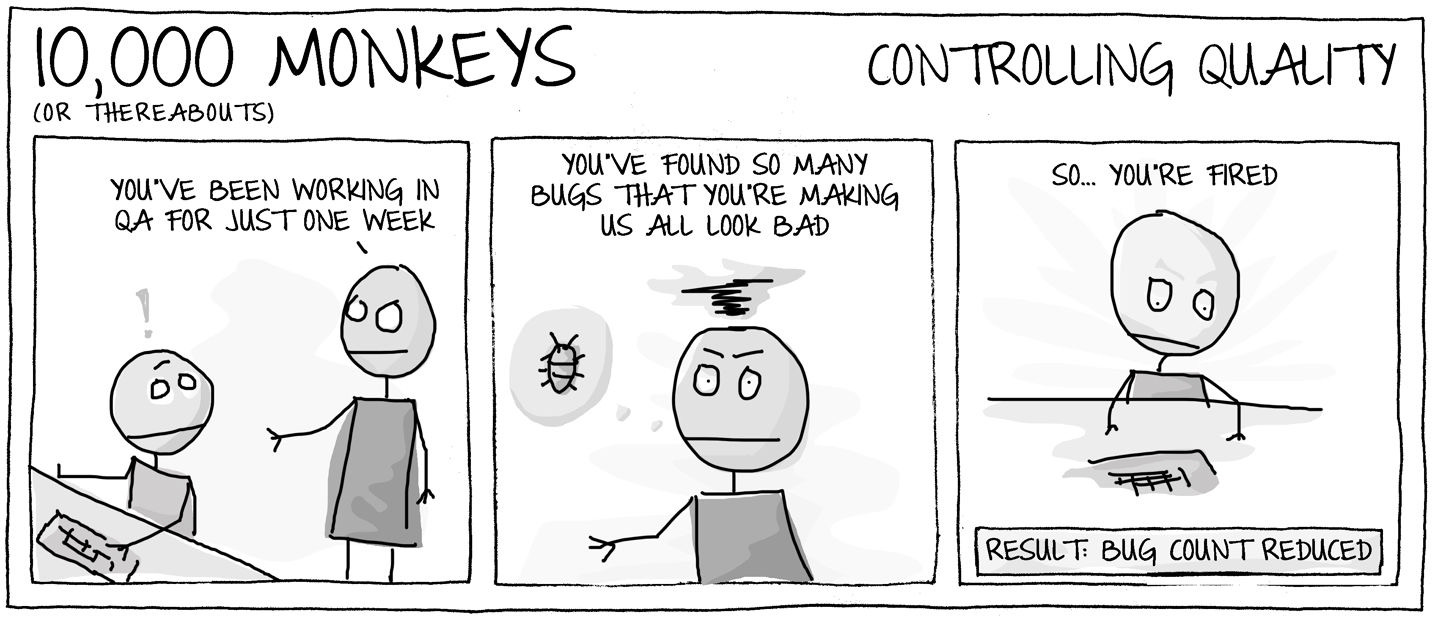 10,000 MONKEYS
(OR THEREABOUTS)
CONTROLLING QUALITY
YOU'VE BEEN WORKING IN
QA FOR JUST ONE WEEK
!
YOU'VE FOUND SO MANY
BUGS THAT YOU'RE MAKING
US ALL LOOK BAD
SO... YOU'RE FIRED
RESULT: BUG COUNT REDUCED